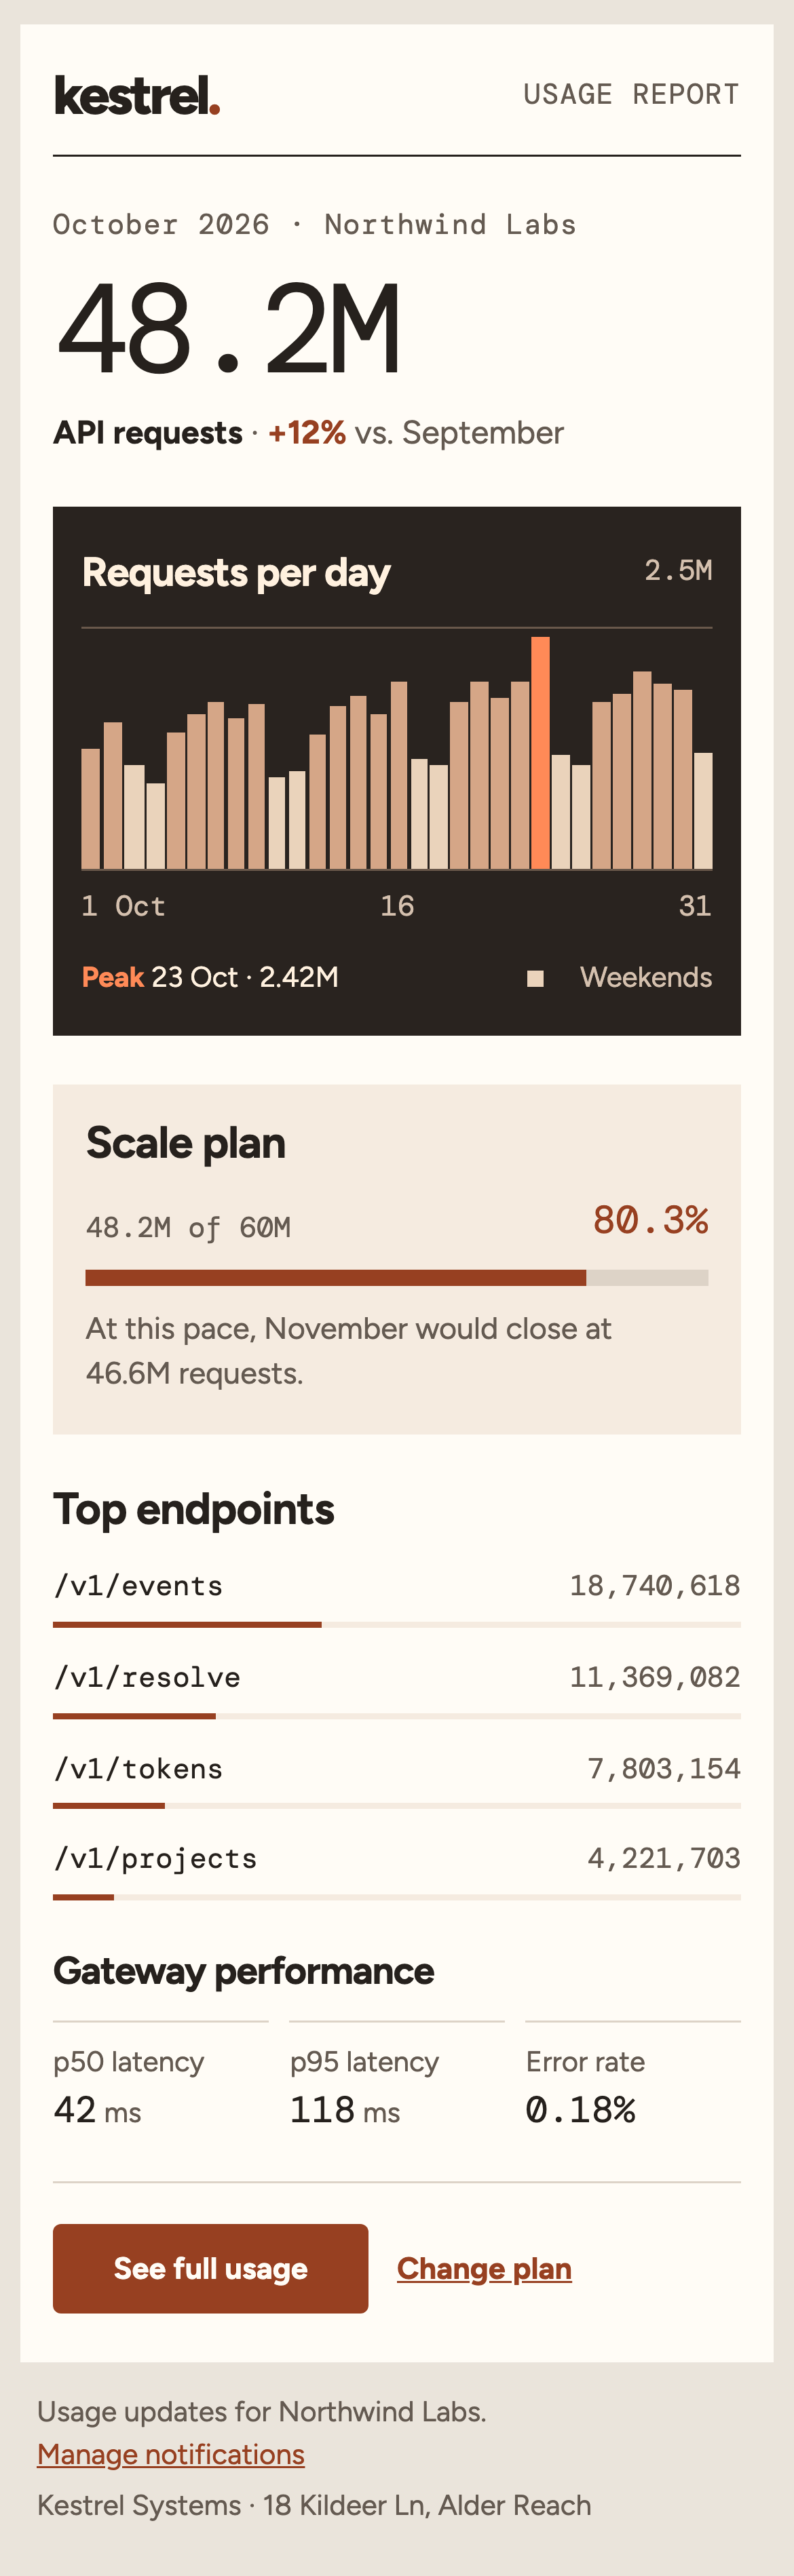 kestrel.
USAGE REPORT
October 2026 · Northwind Labs
48.2M
API requests · +12% vs. September
Requests per day
2.5M
1 Oct
16
31
Peak 23 Oct · 2.42M
Weekends
Scale plan
48.2M of 60M
80.3%
At this pace, November would close at
46.6M requests.
Top endpoints
/v1/events
18,740,618
/v1/resolve
11,369,082
/v1/tokens
7,803,154
/v1/projects
4,221,703
Gateway performance
p50 latency
42 ms
p95 latency
118 ms
Error rate
0.18%
See full usage
Change plan
Usage updates for Northwind Labs.
Manage notifications
Kestrel Systems · 18 Kildeer Ln, Alder Reach